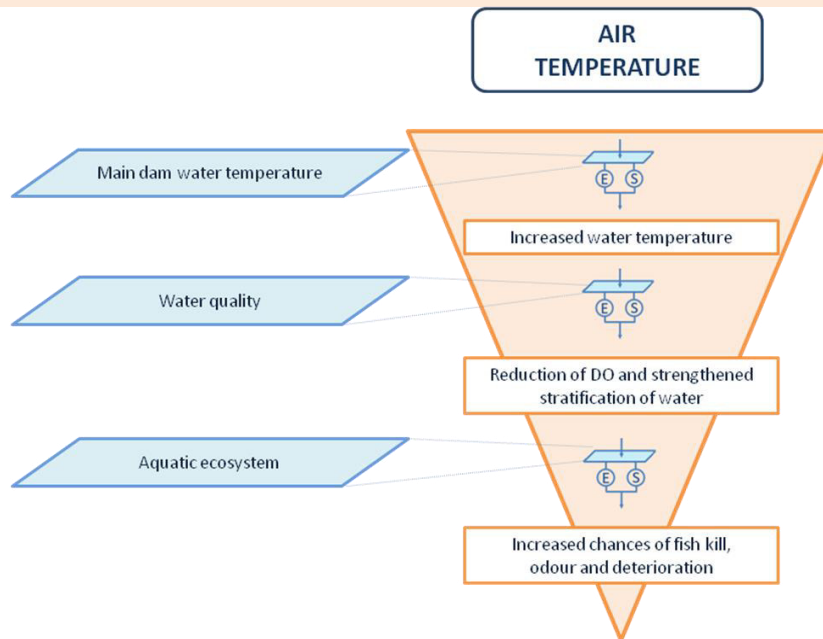 AIR
TEMPERATURE
Main dam water temperature
E S
Increased water temperature
Water quality
E S
Reduction of DO and strengthened
stratification of water
Aquatic ecosystem
E S
Increased chances of fish kill,
odour and deterioration